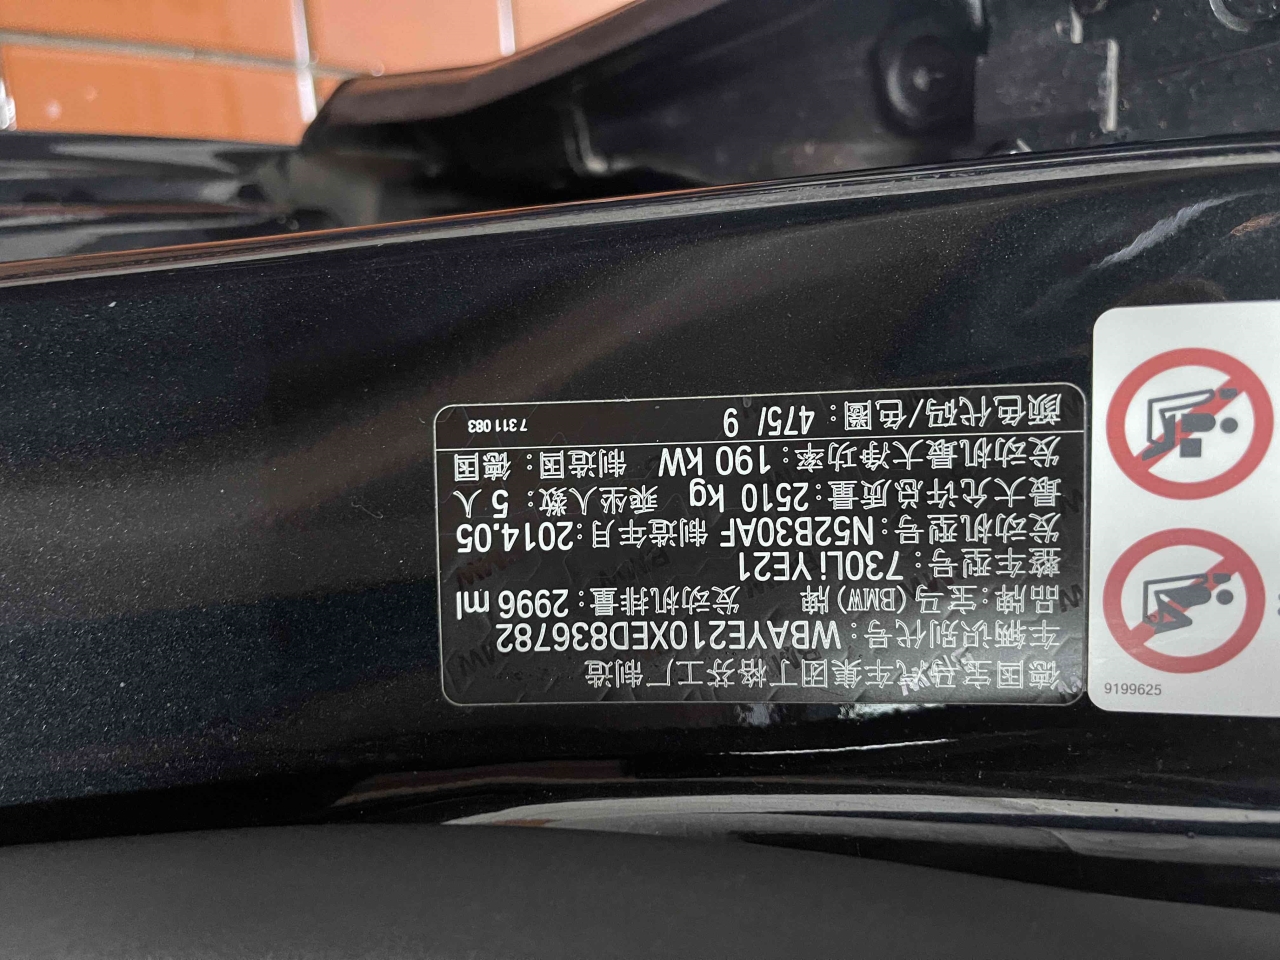 德国宝马汽车集团丁格芬工厂制造
车辆识别代号：WBAYE210XED836782
品牌：宝马(BMW)牌 发动机排量：2996 ml
整车型号：730Li YE21
发动机型号：N52B30AF 制造年月：2014.05
最大允许总质量：2510 kg 乘坐人数：5 人
发动机最大净功率：190 kW 制造国：德国
颜色代码/色圈：475/ 9 7 311 083
9199625